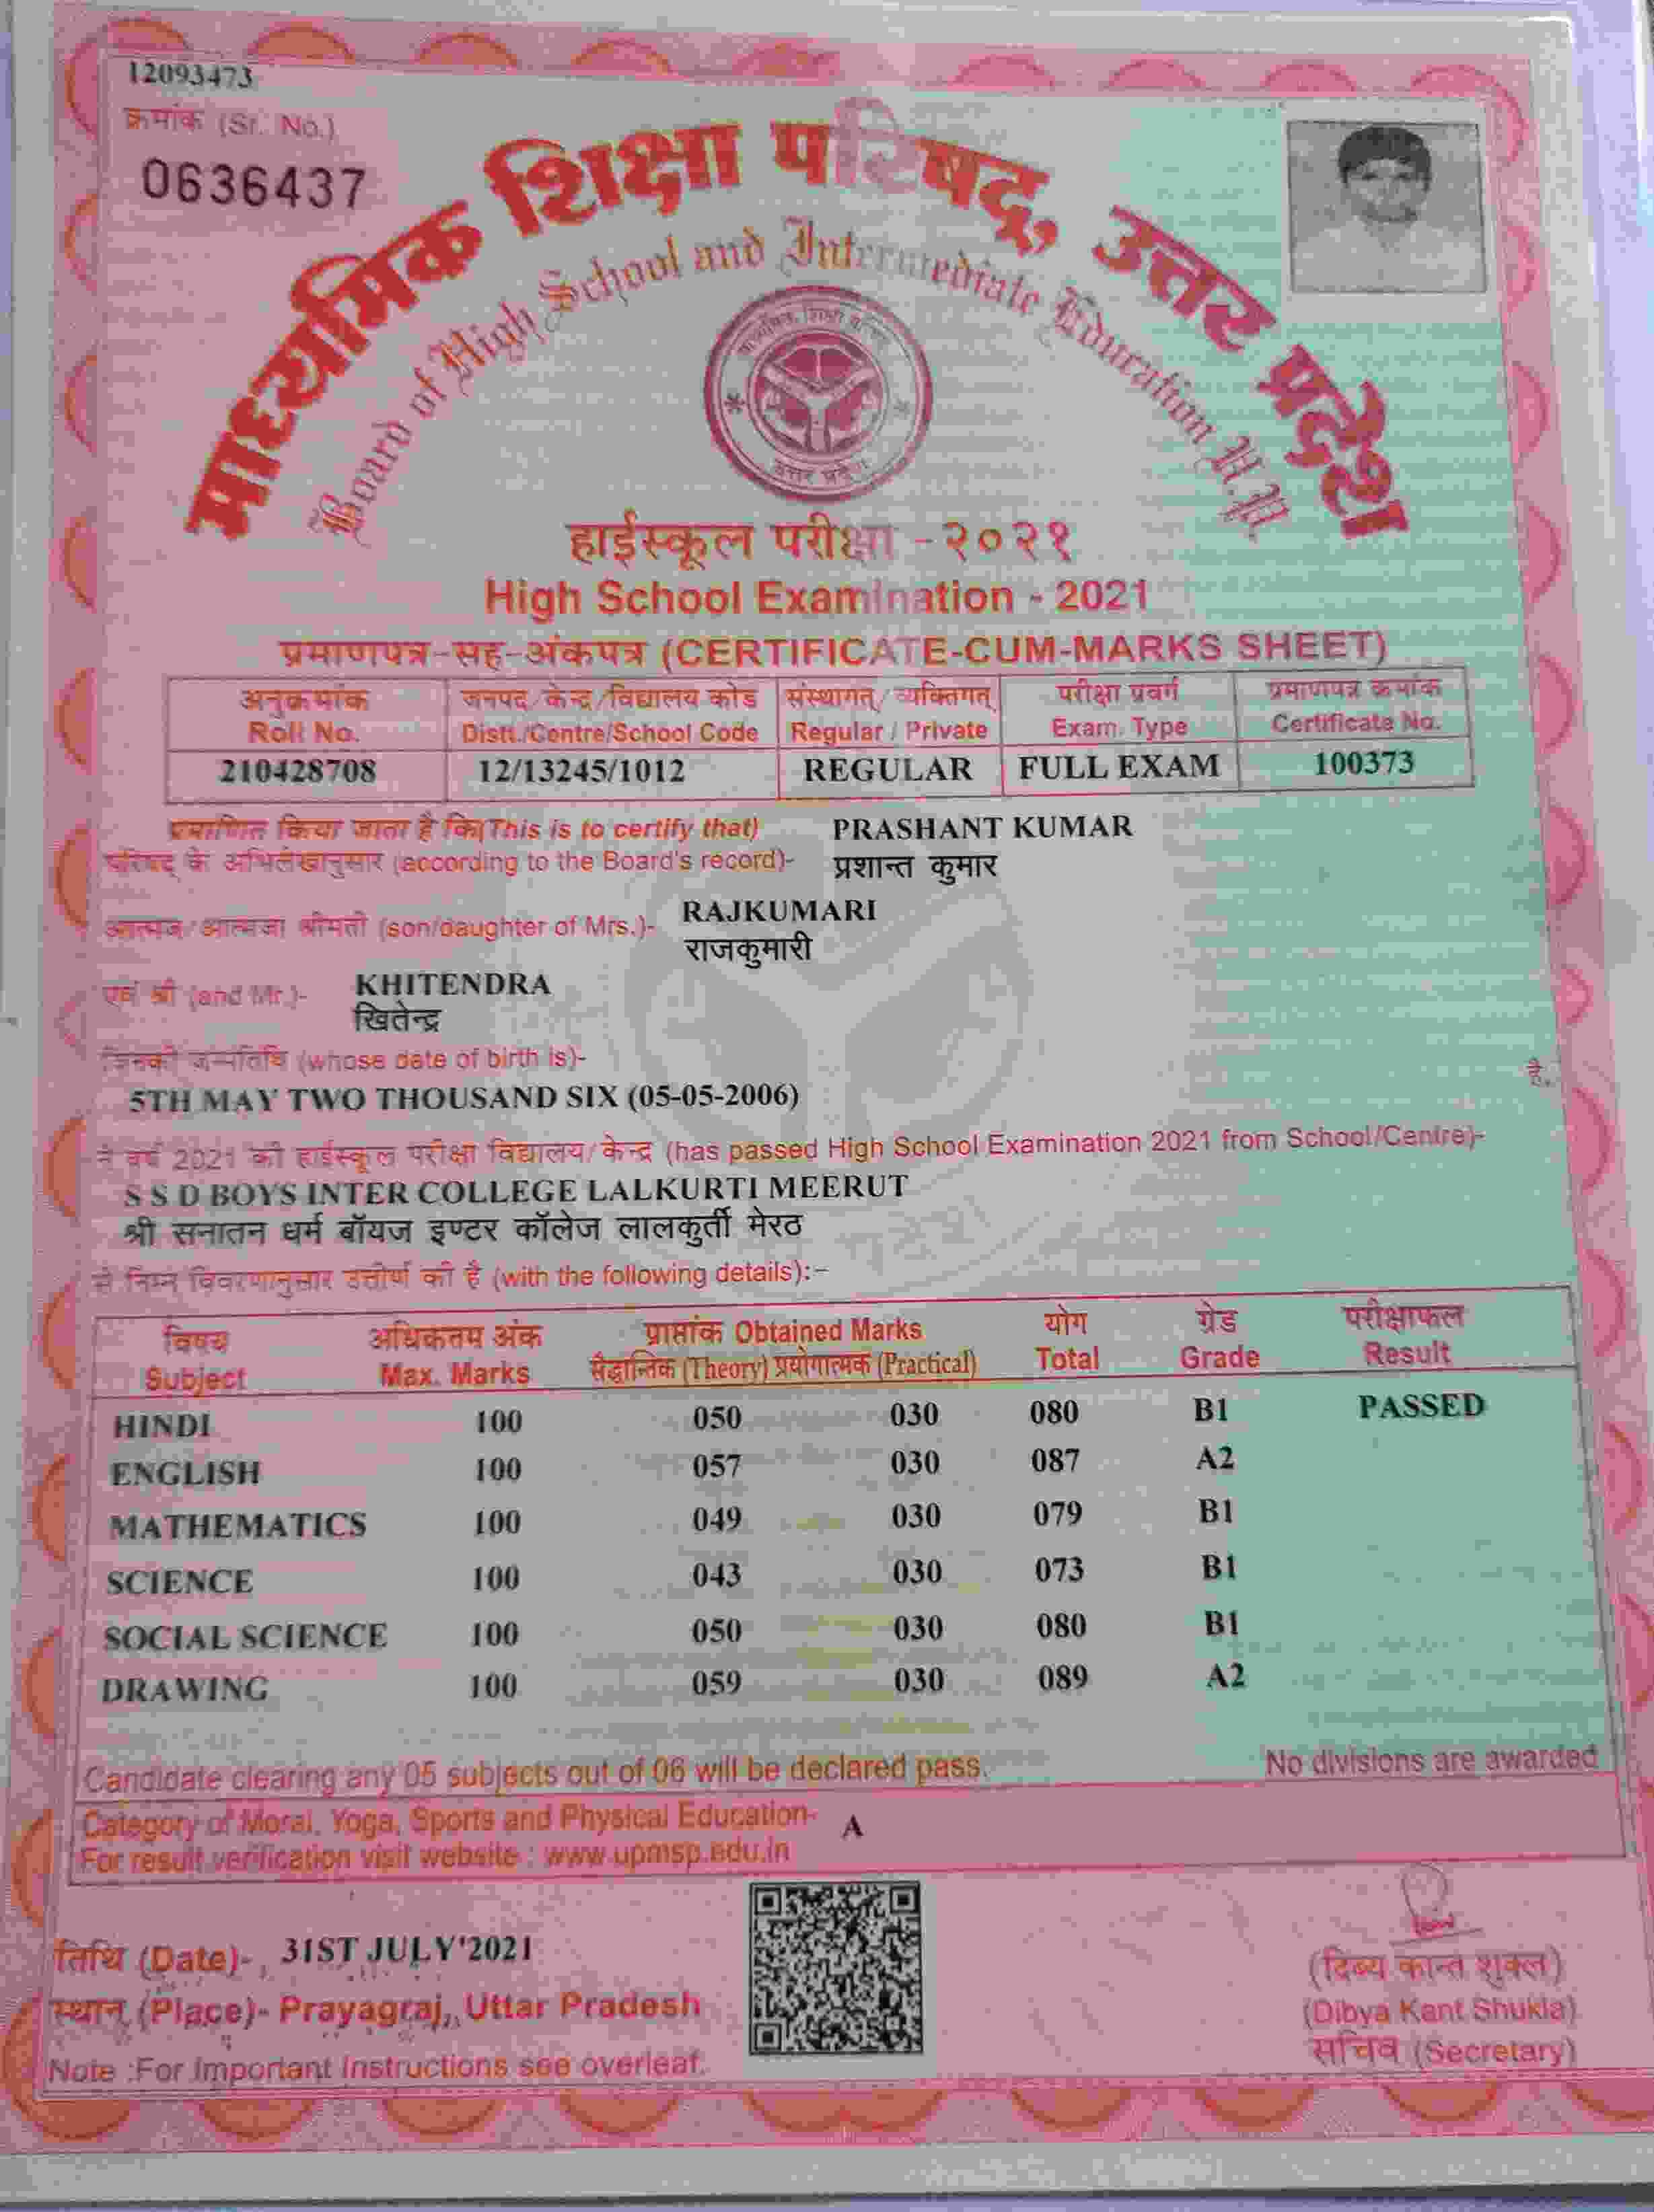 12093473
क्रमांक (Sr. No.)
0636437
माध्यमिक शिक्षा परिषद्, उत्तर प्रदेश
Board of High School and Intermediate Education U.P.
हाईस्कूल परीक्षा - २०२१
High School Examination - 2021
प्रमाणपत्र-सह-अंकपत्र (CERTIFICATE-CUM-MARKS SHEET)
अनुक्रमांक जनपद/केन्द्र/विद्यालय कोड संस्थागत्/व्यक्तिगत् परीक्षा प्रवर्ग प्रमाणपत्र क्रमांक
Roll No. Distt./Centre/School Code Regular / Private Exam. Type Certificate No.
210428708 12/13245/1012 REGULAR FULL EXAM 100373
प्रमाणित किया जाता है कि(This is to certify that) PRASHANT KUMAR
परिषद् के अभिलेखानुसार (according to the Board's record)- प्रशान्त कुमार
आत्मज/आत्मजा श्रीमती (son/daughter of Mrs.)- RAJKUMARI
राजकुमारी
एवं श्री (and Mr.)- KHITENDRA
खितेन्द्र
जिनकी जन्मतिथि (whose date of birth is)-
5TH MAY TWO THOUSAND SIX (05-05-2006) है,
ने वर्ष 2021 की हाईस्कूल परीक्षा विद्यालय/केन्द्र (has passed High School Examination 2021 from School/Centre)-
S S D BOYS INTER COLLEGE LALKURTI MEERUT
श्री सनातन धर्म बॉयज इण्टर कॉलेज लालकुर्ती मेरठ
से निम्न विवरणानुसार उत्तीर्ण की है (with the following details):-
विषय अधिकतम अंक प्राप्तांक Obtained Marks योग ग्रेड परीक्षाफल
Subject Max. Marks सैद्धान्तिक (Theory) प्रयोगात्मक (Practical) Total Grade Result
HINDI 100 050 030 080 B1 PASSED
ENGLISH 100 057 030 087 A2
MATHEMATICS 100 049 030 079 B1
SCIENCE 100 043 030 073 B1
SOCIAL SCIENCE 100 050 030 080 B1
DRAWING 100 059 030 089 A2
Candidate clearing any 05 subjects out of 06 will be declared pass. No divisions are awarded
Category of Moral, Yoga, Sports and Physical Education- A
For result verification visit website : www.upmsp.edu.in
तिथि (Date)- 31ST JULY'2021
स्थान (Place)- Prayagraj, Uttar Pradesh
Note :For Important Instructions see overleaf.
(दिव्य कान्त शुक्ल)
(Dibya Kant Shukla)
सचिव (Secretary)